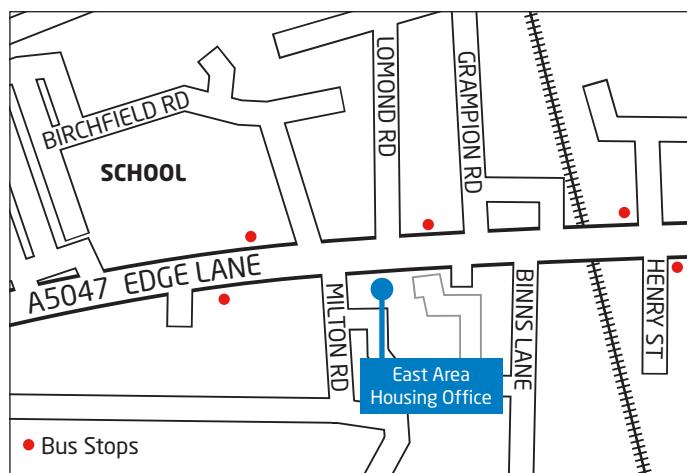 LOMOND RD
GRAMPION RD
BIRCHFIELD RD
SCHOOL
A5047 EDGE LANE
MILTON RD
BINNS LANE
HENRY ST
East Area
Housing Office
Bus Stops